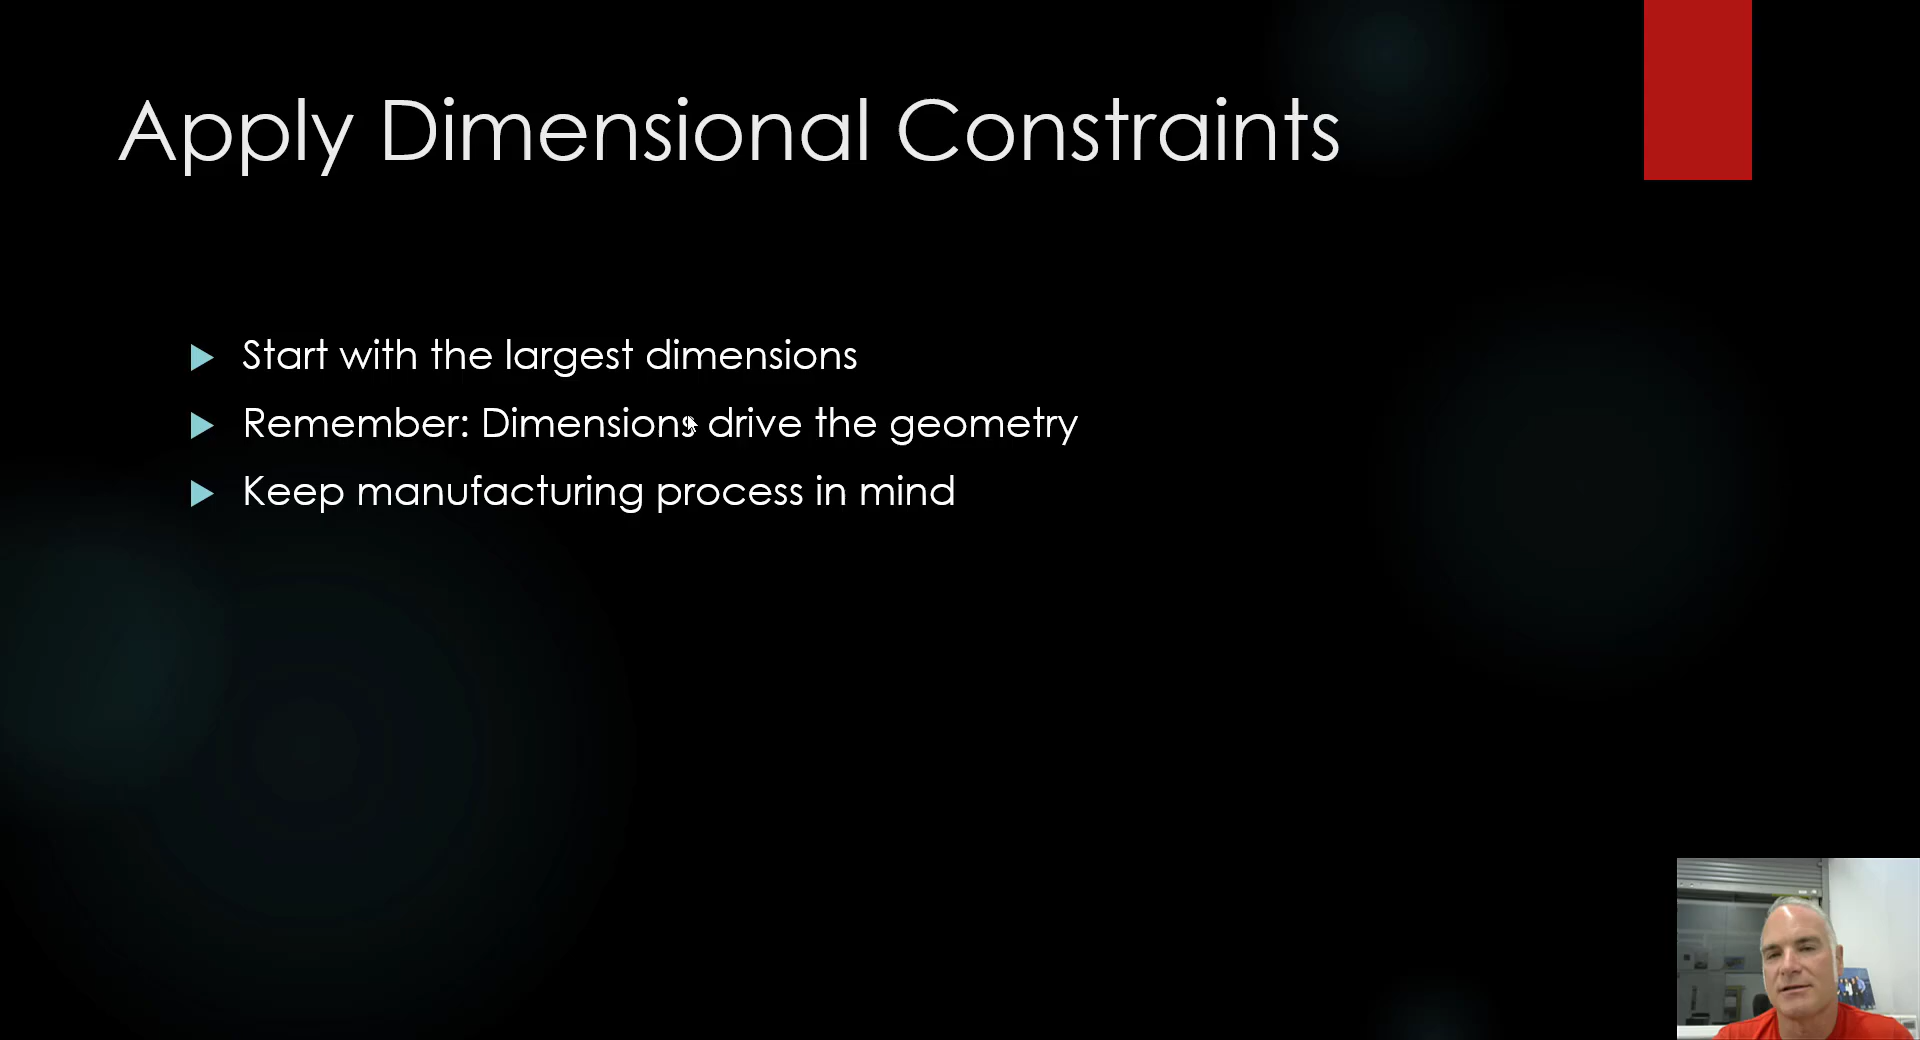 Apply Dimensional Constraints
Start with the largest dimensions
Remember: Dimensions drive the geometry
Keep manufacturing process in mind